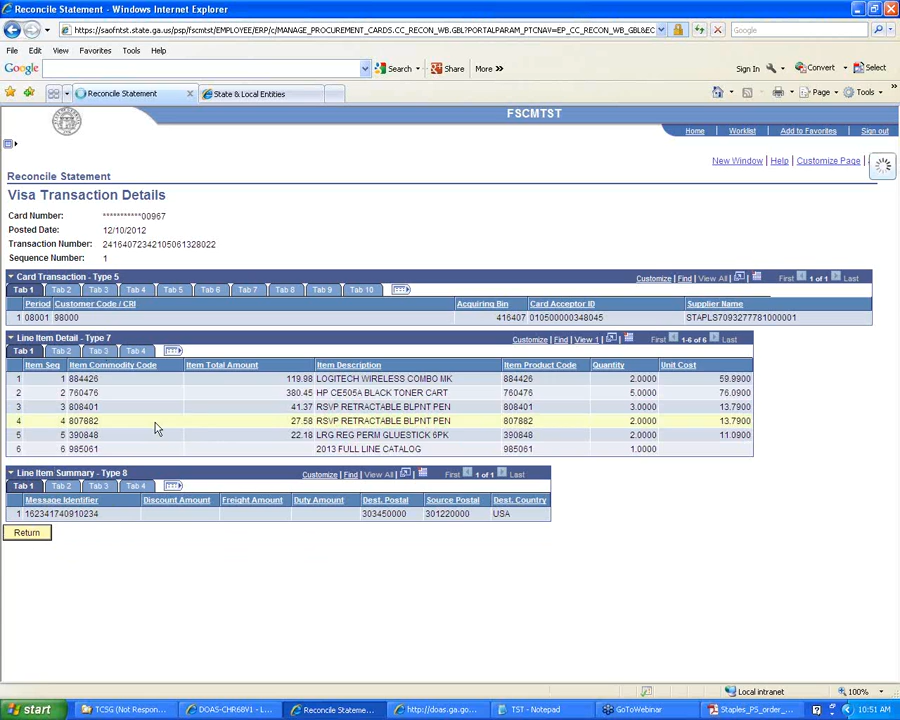 Reconcile Statement - Windows Internet Explorer
https://saofntst.state.ga.us/psp/fscmtst/EMPLOYEE/ERP/c/MANAGE_PROCUREMENT_CARDS.CC_RECON_WB.GBL?PORTALPARAM_PTCNAV=EP_CC_RECON_WB_GBL&EC
Google
File Edit View Favorites Tools Help
Google Search Share More » Sign In Convert Select
Reconcile Statement x State & Local Entities Page Tools
FSCMTST
Home Worklist Add to Favorites Sign out
New Window Help Customize Page
Reconcile Statement
Visa Transaction Details
Card Number: ***********00967
Posted Date: 12/10/2012
Transaction Number: 24164072342105061328022
Sequence Number: 1
Card Transaction - Type 5 Customize | Find | View All | First 1 of 1 Last
Tab 1 Tab 2 Tab 3 Tab 4 Tab 5 Tab 6 Tab 7 Tab 8 Tab 9 Tab 10
Period Customer Code / CRI Acquiring Bin Card Acceptor ID Supplier Name
1 08001 98000 416407 010500000348045 STAPLS7093277781000001
Line Item Detail - Type 7 Customize | Find | View 1 | First 1-6 of 6 Last
Tab 1 Tab 2 Tab 3 Tab 4
Item Seq Item Commodity Code Item Total Amount Item Description Item Product Code Quantity Unit Cost
1 1 884426 119.98 LOGITECH WIRELESS COMBO MK 884426 2.0000 59.9900
2 2 760476 380.45 HP CE505A BLACK TONER CART 760476 5.0000 76.0900
3 3 808401 41.37 RSVP RETRACTABLE BLPNT PEN 808401 3.0000 13.7900
4 4 807882 27.58 RSVP RETRACTABLE BLPNT PEN 807882 2.0000 13.7900
5 5 390848 22.18 LRG REG PERM GLUESTICK 6PK 390848 2.0000 11.0900
6 6 985061 2013 FULL LINE CATALOG 985061 1.0000
Line Item Summary - Type 8 Customize | Find | View All | First 1 of 1 Last
Tab 1 Tab 2 Tab 3 Tab 4
Message Identifier Discount Amount Freight Amount Duty Amount Dest. Postal Source Postal Dest. Country
1 162341740910234 303450000 301220000 USA
Return
Local intranet 100%
start TCSG (Not Respon... DOAS-CHR68V1 - L... Reconcile Stateme... http://doas.ga.go... TST - Notepad GoToWebinar Staples_PS_order_... 10:51 AM